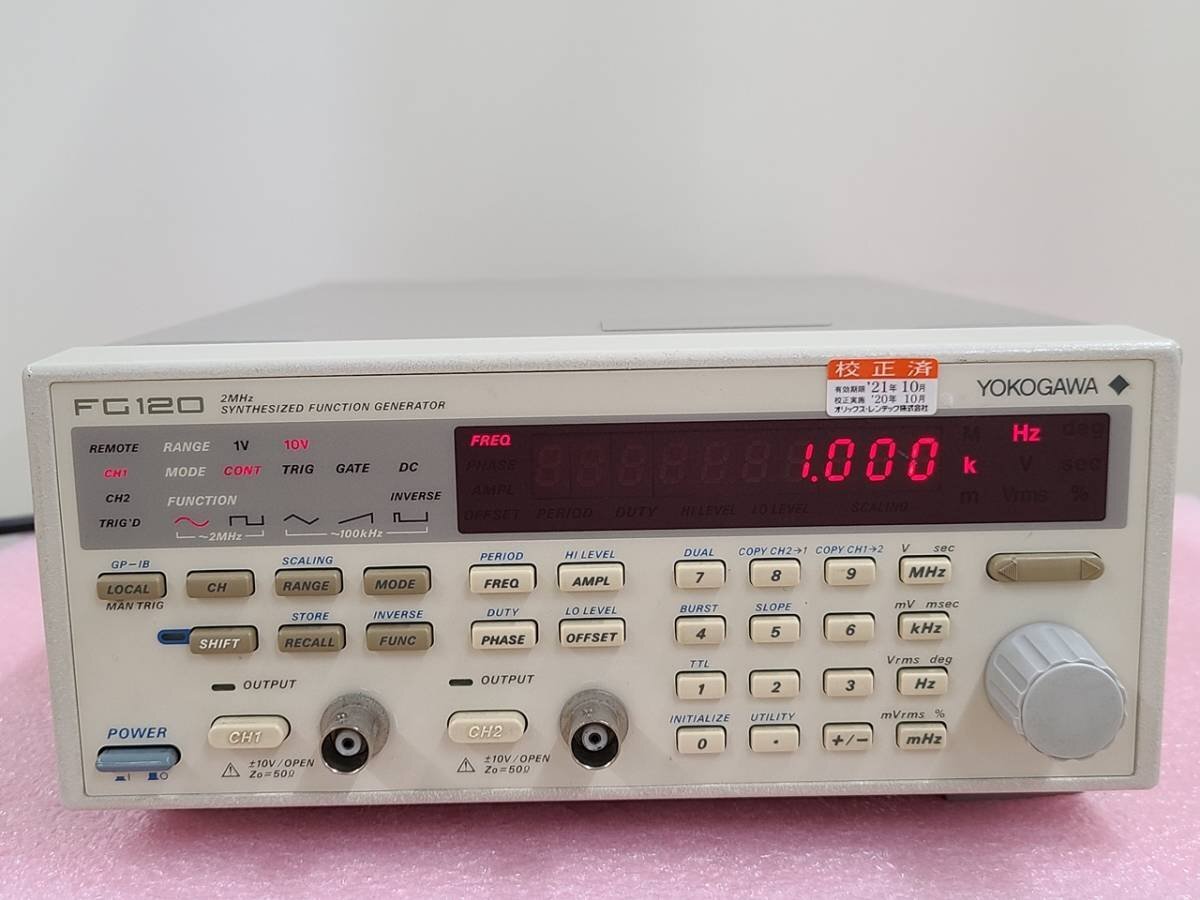 校正済
有効期限 '21年 10月
校正実施 '20年 10月
オリックス・レンテック株式会社
YOKOGAWA
FG120 2MHz
SYNTHESIZED FUNCTION GENERATOR
REMOTE RANGE 1V 10V
CH1 MODE CONT TRIG GATE DC
CH2 FUNCTION INVERSE
TRIG'D ~2MHz ~100kHz
FREQ 1.000 k Hz M deg
PHASE V sec
AMPL m Vrms %
OFFSET PERIOD DUTY HI LEVEL LO LEVEL SCALING
GP-IB SCALING PERIOD HI LEVEL DUAL COPY CH2→1 COPY CH1→2 V sec
LOCAL CH RANGE MODE FREQ AMPL 7 8 9 MHz
MAN TRIG STORE INVERSE DUTY LO LEVEL BURST SLOPE mV msec
SHIFT RECALL FUNC PHASE OFFSET 4 5 6 kHz
TTL Vrms deg
OUTPUT OUTPUT 1 2 3 Hz
POWER CH1 CH2 INITIALIZE UTILITY mVrms %
0 · +/− mHz
±10V/OPEN ±10V/OPEN
Zo=50Ω Zo=50Ω